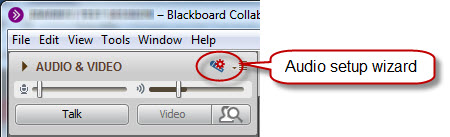 – Blackboard Collab
File Edit View Tools Window Help
AUDIO & VIDEO
Audio setup wizard
Talk Video